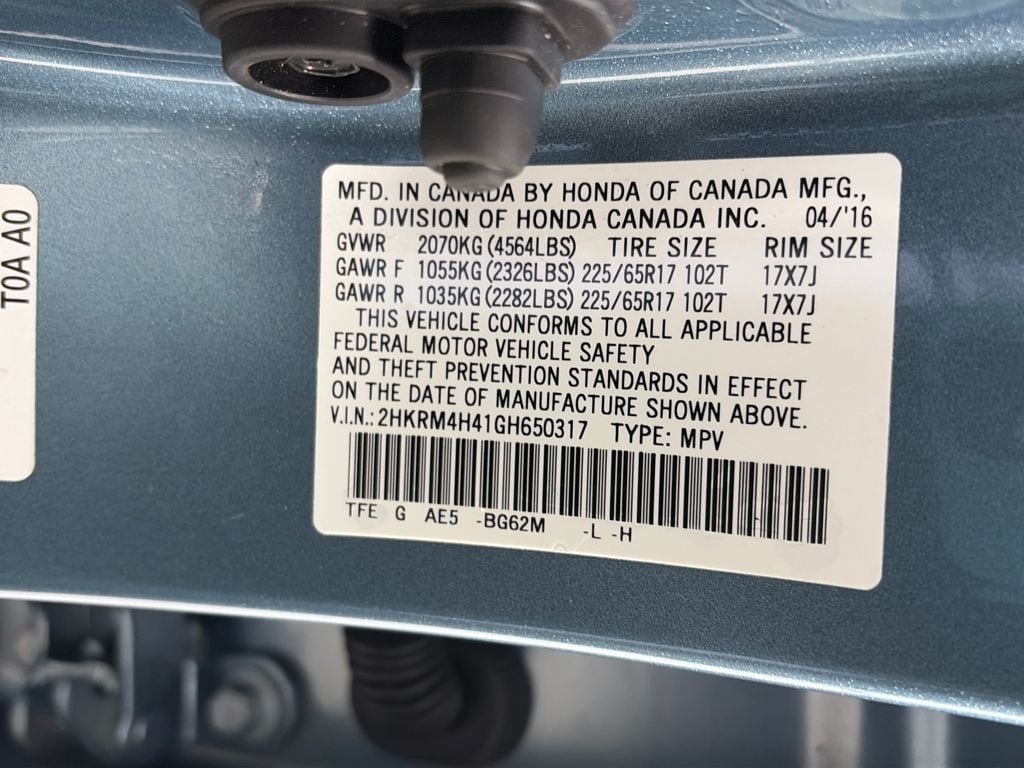 T0A A0
MFD. IN CANADA BY HONDA OF CANADA MFG.,
A DIVISION OF HONDA CANADA INC. 04/'16
GVWR 2070KG (4564LBS) TIRE SIZE RIM SIZE
GAWR F 1055KG (2326LBS) 225/65R17 102T 17X7J
GAWR R 1035KG (2282LBS) 225/65R17 102T 17X7J
THIS VEHICLE CONFORMS TO ALL APPLICABLE
FEDERAL MOTOR VEHICLE SAFETY
AND THEFT PREVENTION STANDARDS IN EFFECT
ON THE DATE OF MANUFACTURE SHOWN ABOVE.
V.I.N.: 2HKRM4H41GH650317 TYPE: MPV
TFE G AE5 -BG62M -L -H